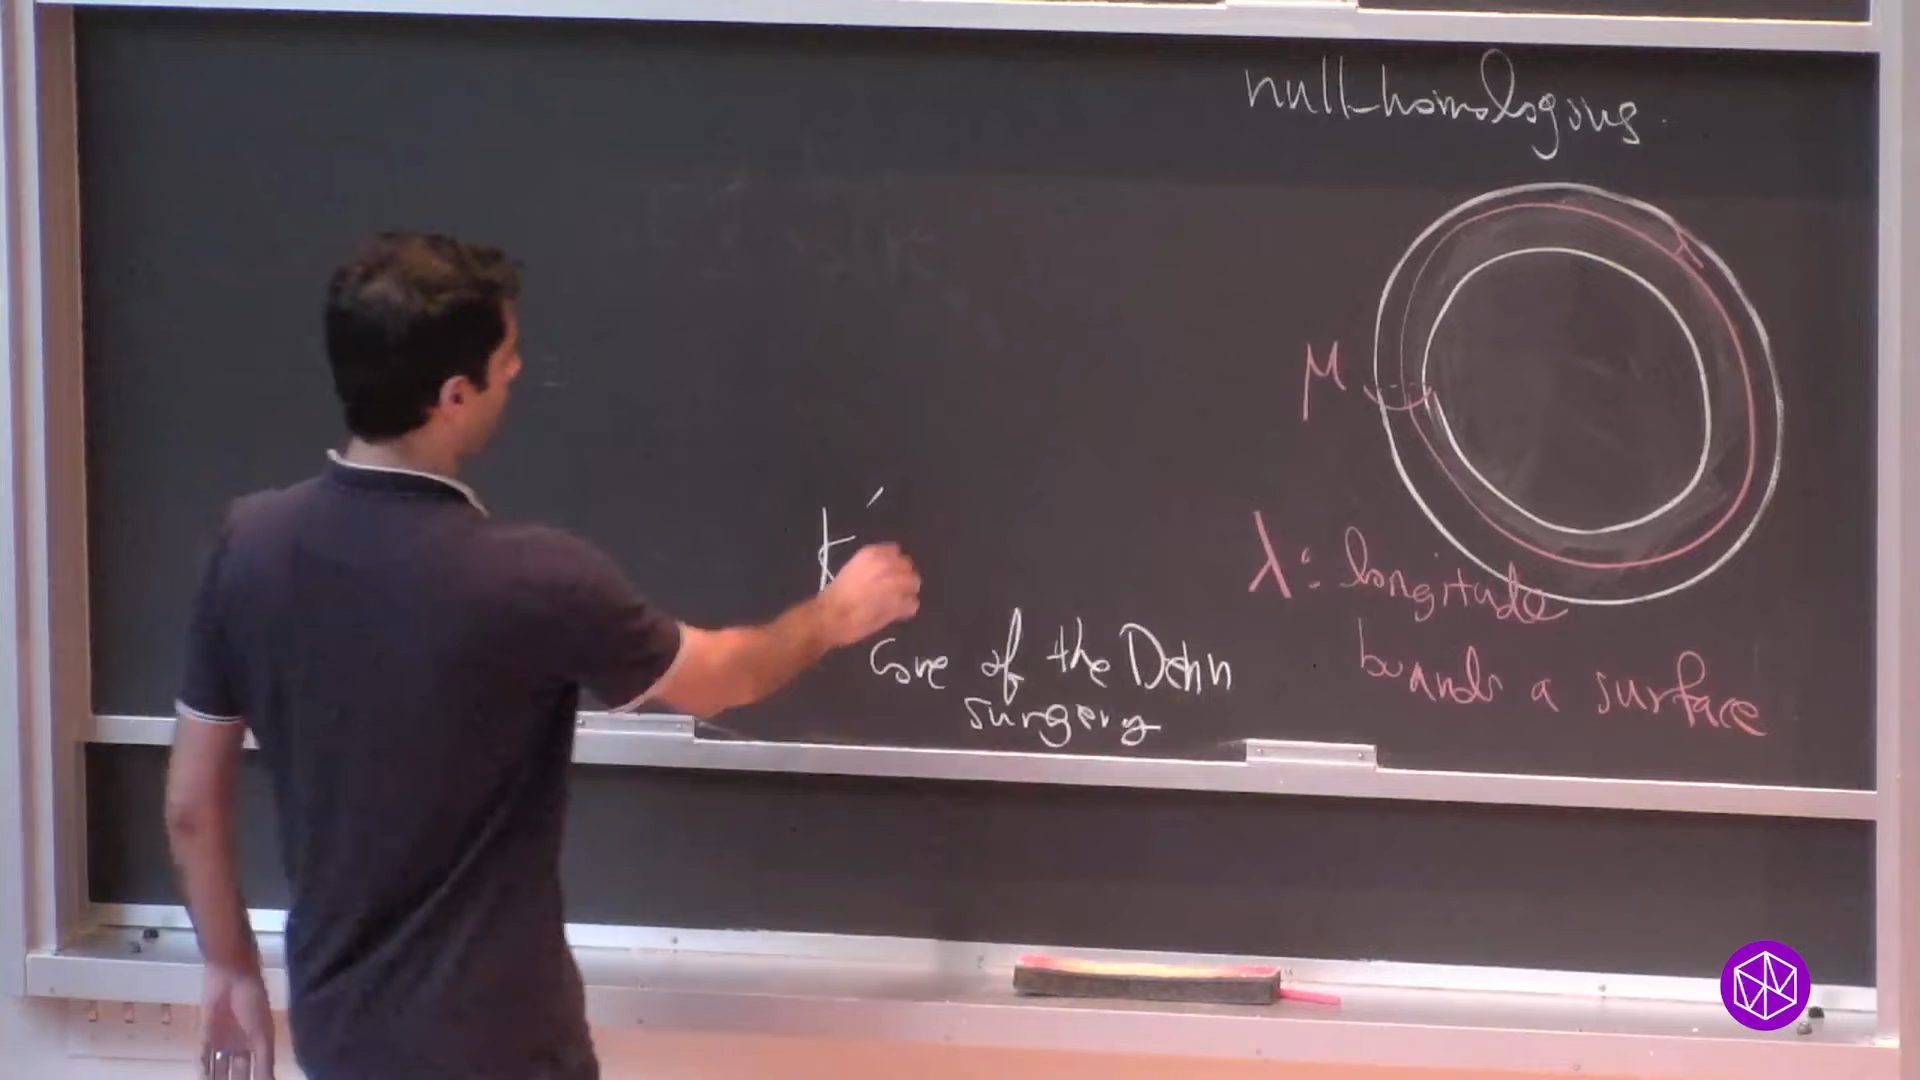 null-homologous.
μ
K'
λ: longitude
core of the Dehn
surgery
bounds a surface